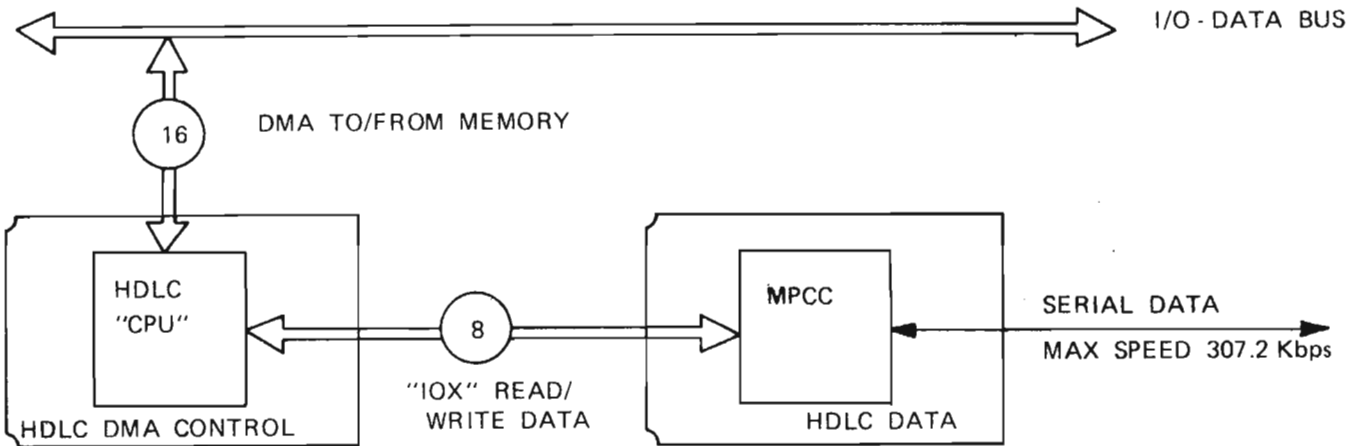 I/O - DATA BUS
16
DMA TO/FROM MEMORY
HDLC
"CPU"
8
MPCC
SERIAL DATA
MAX SPEED 307.2 Kbps
"IOX" READ/
WRITE DATA
HDLC DMA CONTROL
HDLC DATA